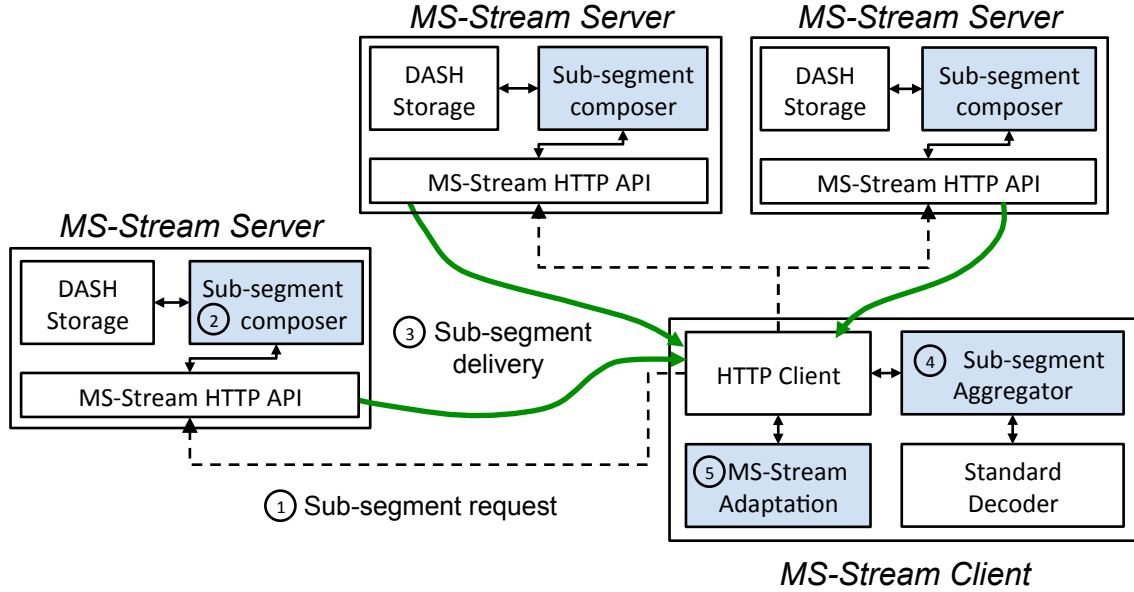 MS-Stream Server
DASH
Storage
Sub-segment
composer
MS-Stream HTTP API
MS-Stream Server
DASH
Storage
Sub-segment
composer
MS-Stream HTTP API
MS-Stream Server
DASH
Storage
Sub-segment
2 composer
MS-Stream HTTP API
3 Sub-segment
delivery
1 Sub-segment request
HTTP Client
4 Sub-segment
Aggregator
5 MS-Stream
Adaptation
Standard
Decoder
MS-Stream Client